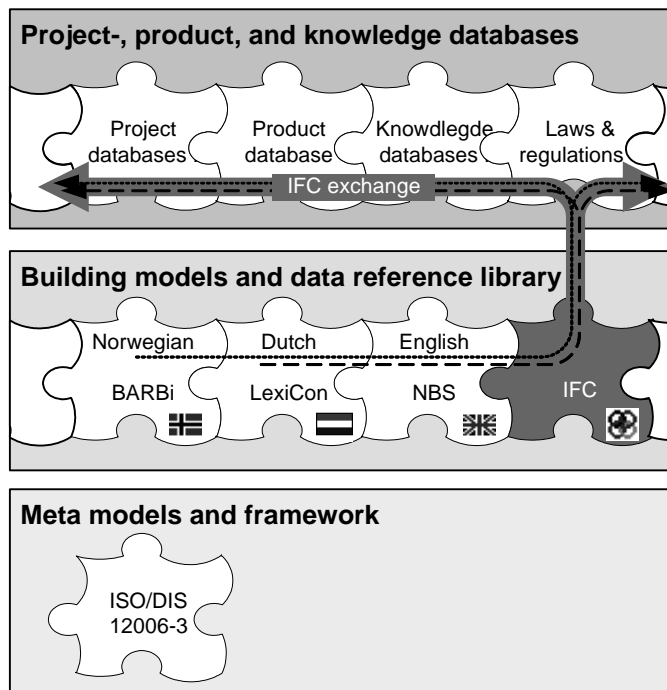 Project-, product, and knowledge databases
Project
databases
Product
database
Knowdlegde
databases
Laws &
regulations
IFC exchange
Building models and data reference library
Norwegian
Dutch
English
BARBi
LexiCon
NBS
IFC
Meta models and framework
ISO/DIS
12006-3